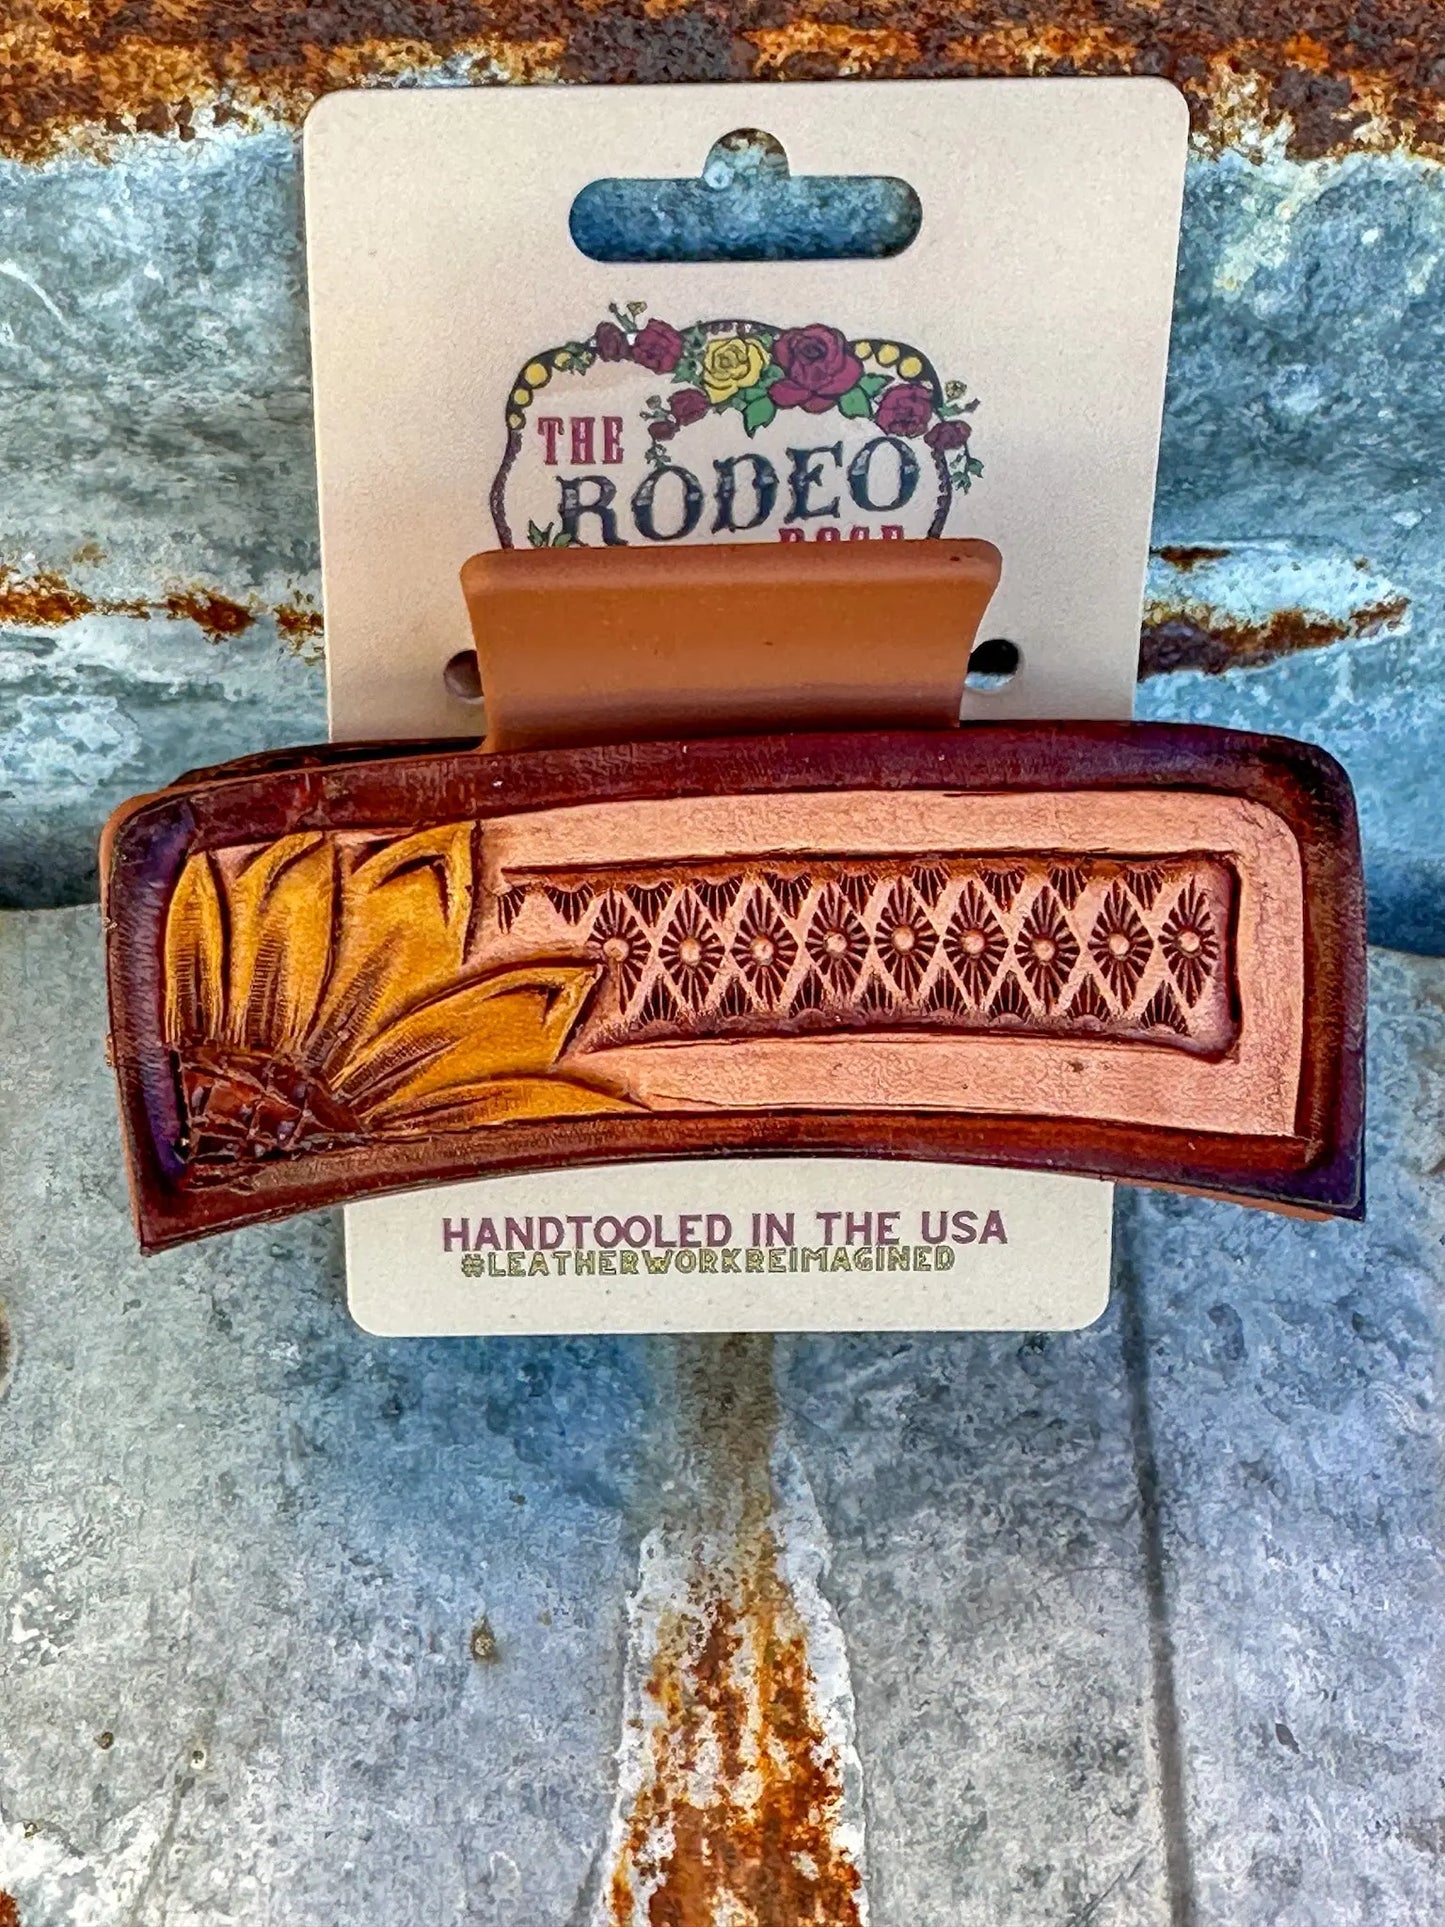 THE
RODEO
HANDTOOLED IN THE USA
#LEATHERWORKREIMAGINED